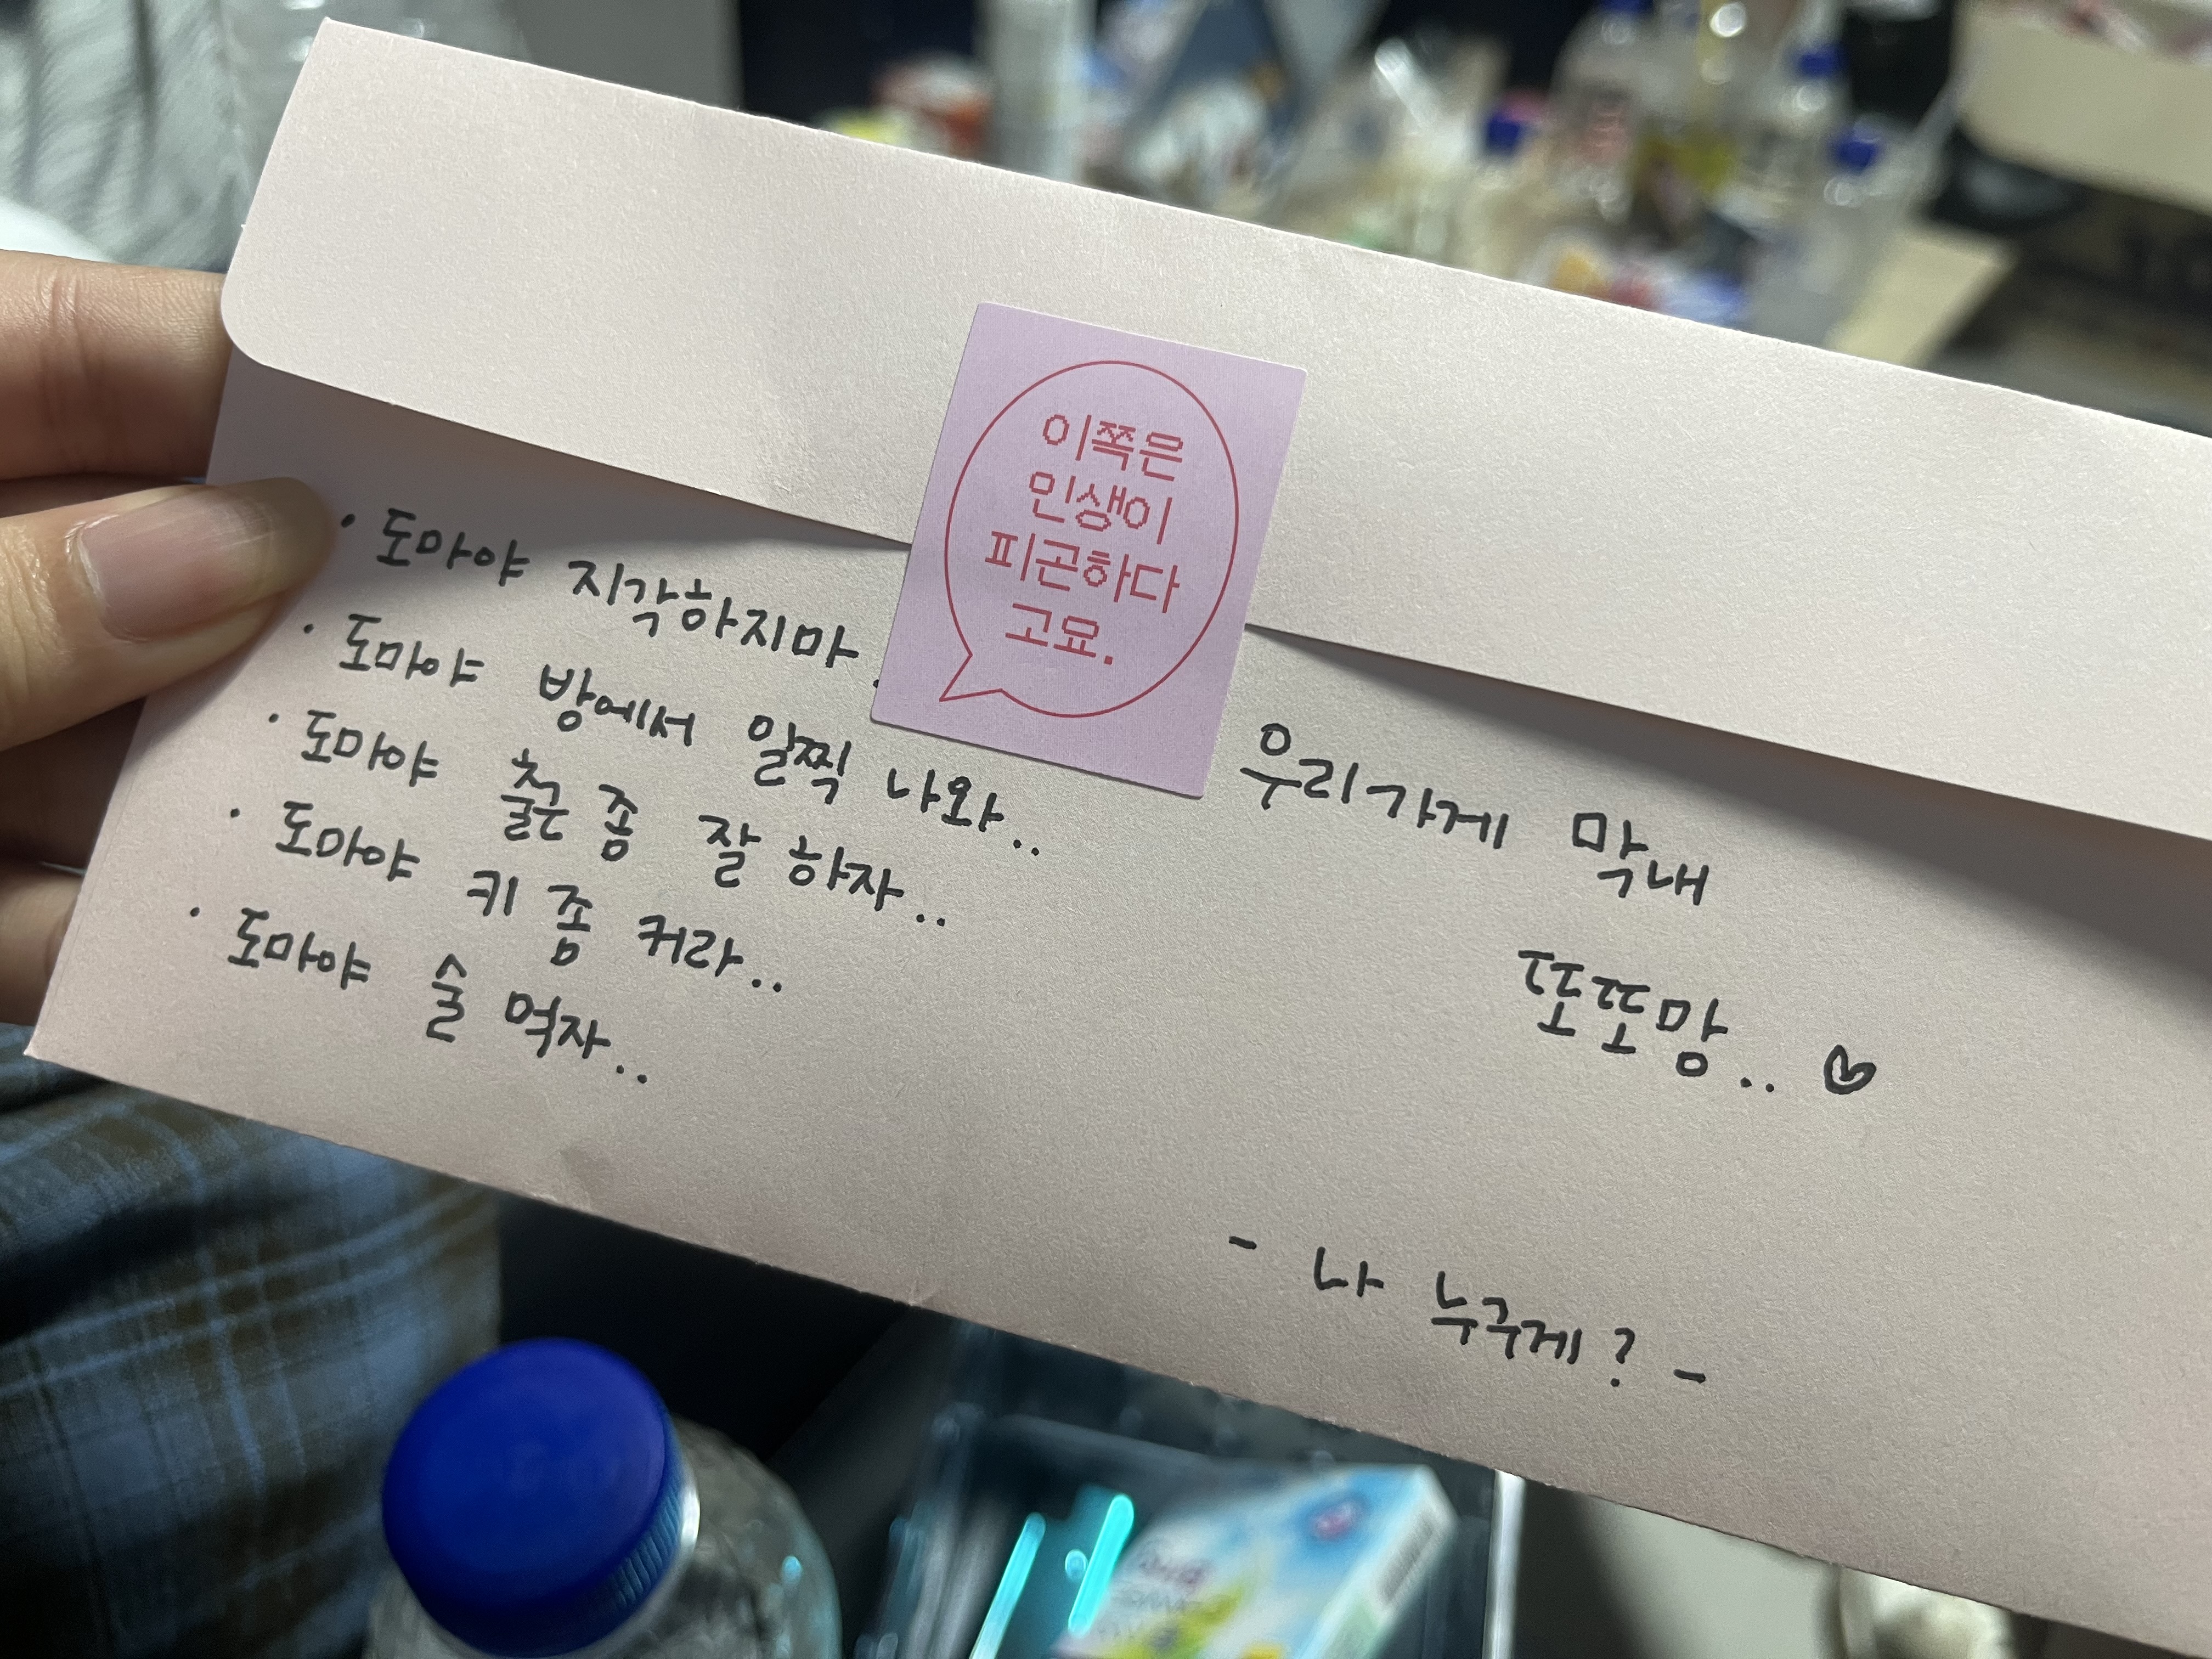 이쪽은
인생이
피곤하다
고요.
· 도마야 지각하지마..
· 도마야 방에서 일찍 나와..
· 도마야 출근 좀 잘 하자..
· 도마야 키 좀 커라..
· 도마야 술 먹자..
우리가게 막내
또또망.. ♡
- 나 누구게? -